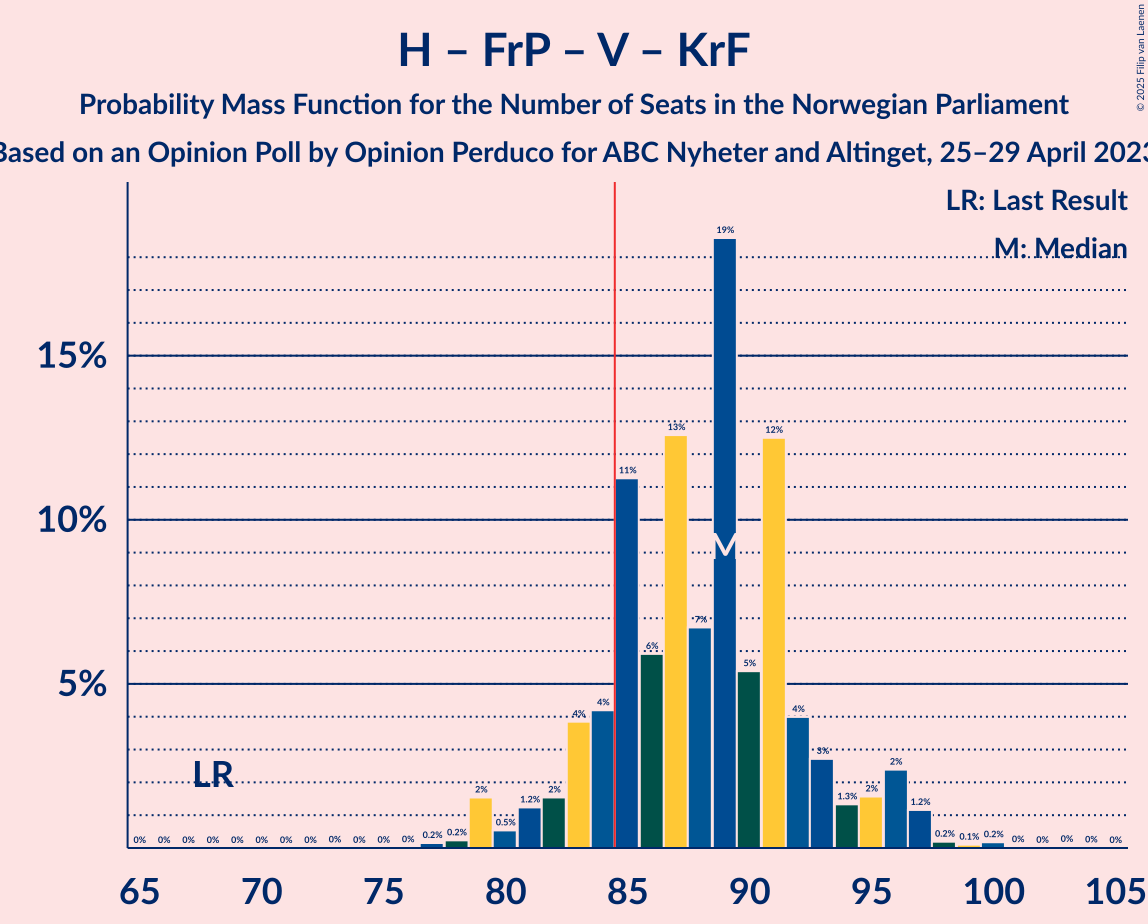 H – FrP – V – KrF
Probability Mass Function for the Number of Seats in the Norwegian Parliament
Based on an Opinion Poll by Opinion Perduco for ABC Nyheter and Altinget, 25–29 April 2023
© 2025 Filip van Laenen
LR: Last Result
M: Median
15%
10%
5%
LR
M
0% 0% 0% 0% 0% 0% 0% 0% 0% 0% 0% 0% 0.2% 0.2% 2% 0.5% 1.2% 2% 4% 4% 11% 6% 13% 7% 19% 5% 12% 4% 3% 1.3% 2% 2% 1.2% 0.2% 0.1% 0.2% 0% 0% 0% 0% 0%
65 70 75 80 85 90 95 100 105